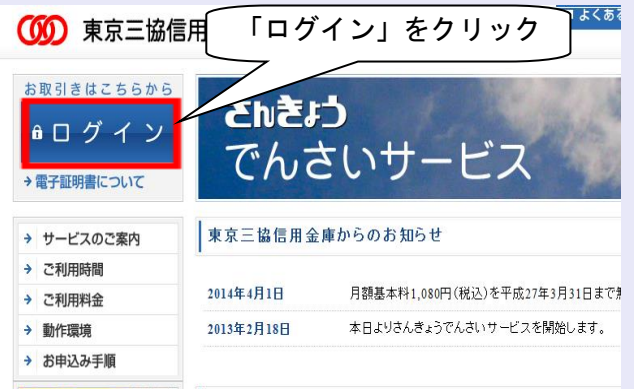 東京三協信用
「ログイン」をクリック
よくある
お取引きはこちらから
ログイン
電子証明書について
さんきょう
でんさいサービス
サービスのご案内
ご利用時間
ご利用料金
動作環境
お申込み手順
東京三協信用金庫からのお知らせ
2014年4月1日 月額基本料1,080円(税込)を平成27年3月31日まで
2013年2月18日 本日よりさんきょうでんさいサービスを開始します。